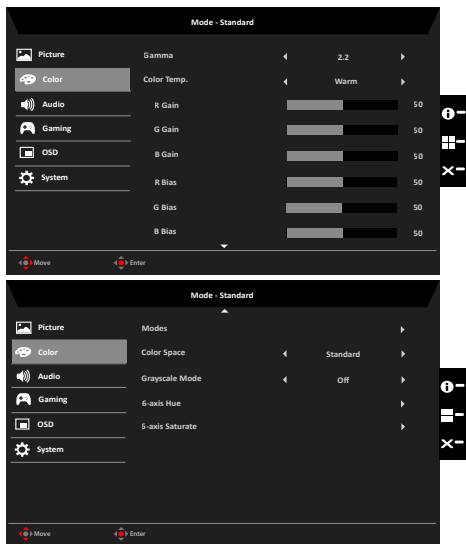 Mode - Standard
Picture
Gamma 2.2
Color
Color Temp. Warm
Audio
R Gain 50
Gaming
G Gain 50
OSD
B Gain 50
System
R Bias 50
G Bias 50
B Bias 50
Move Enter
Mode - Standard
Picture
Modes
Color
Color Space Standard
Audio
Grayscale Mode Off
Gaming
6-axis Hue
OSD
6-axis Saturate
System
Move Enter